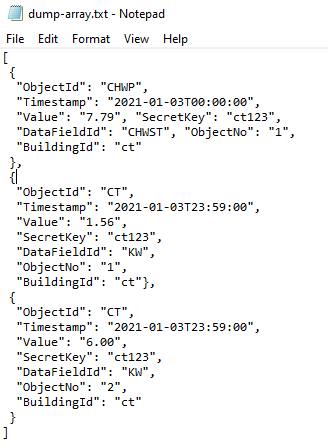 dump-array.txt - Notepad
File Edit Format View Help
[
{
"ObjectId": "CHWP",
"Timestamp": "2021-01-03T00:00:00",
"Value": "7.79", "SecretKey": "ct123",
"DataFieldId": "CHWST", "ObjectNo": "1",
"BuildingId": "ct"
},
{
"ObjectId": "CT",
"Timestamp": "2021-01-03T23:59:00",
"Value": "1.56",
"SecretKey": "ct123",
"DataFieldId": "KW",
"ObjectNo": "1",
"BuildingId": "ct"},
{
"ObjectId": "CT",
"Timestamp": "2021-01-03T23:59:00",
"Value": "6.00",
"SecretKey": "ct123",
"DataFieldId": "KW",
"ObjectNo": "2",
"BuildingId": "ct"
}
]